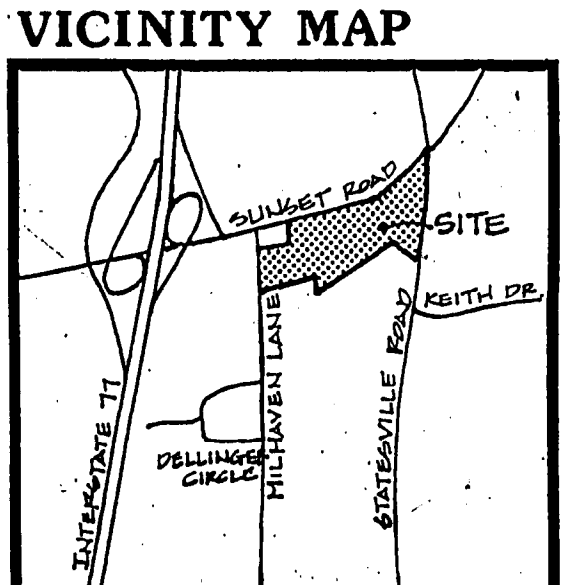 VICINITY MAP
SUNSET ROAD
SITE
KEITH DR.
MILHAVEN LANE
STATESVILLE ROAD
INTERSTATE 77
DELLINGER
CIRCLE